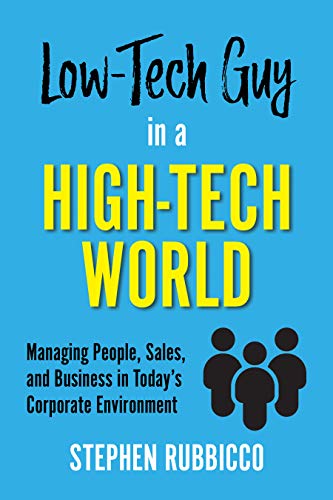 Low-Tech Guy
in a
HIGH-TECH
WORLD
Managing People, Sales,
and Business in Today's
Corporate Environment
STEPHEN RUBBICCO